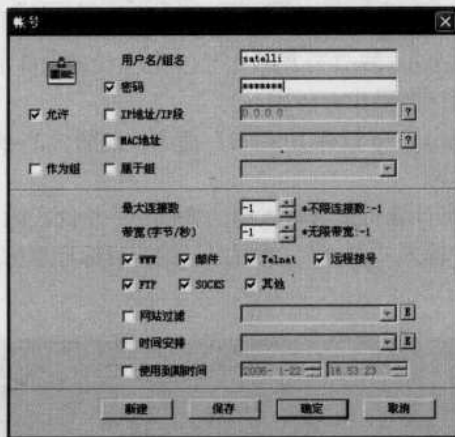 帐号
用户名/组名 satelli
密码 *******
允许 IP地址/IP段 0.0.0.0 ?
MAC地址 ?
作为组 属于组
最大连接数 -1 *不限连接数:-1
带宽(字节/秒) -1 *无限带宽:-1
WWW 邮件 Telnet 远程拨号
FTP SOCKS 其他
网站过滤 E
时间安排 E
使用到期时间 2006- 1-22 16:53:23
新建 保存 确定 取消